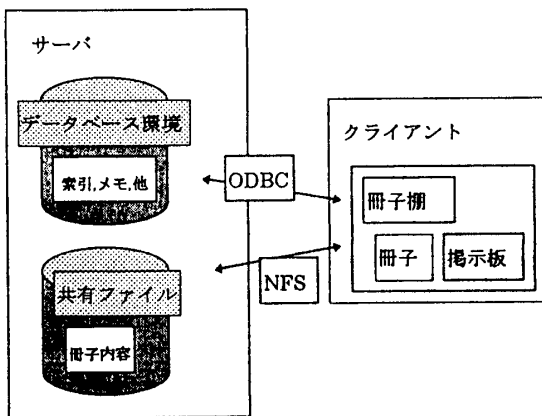 サーバ
データベース環境
索引,メモ,他
共有ファイル
冊子内容
ODBC
NFS
クライアント
冊子棚
冊子
掲示板